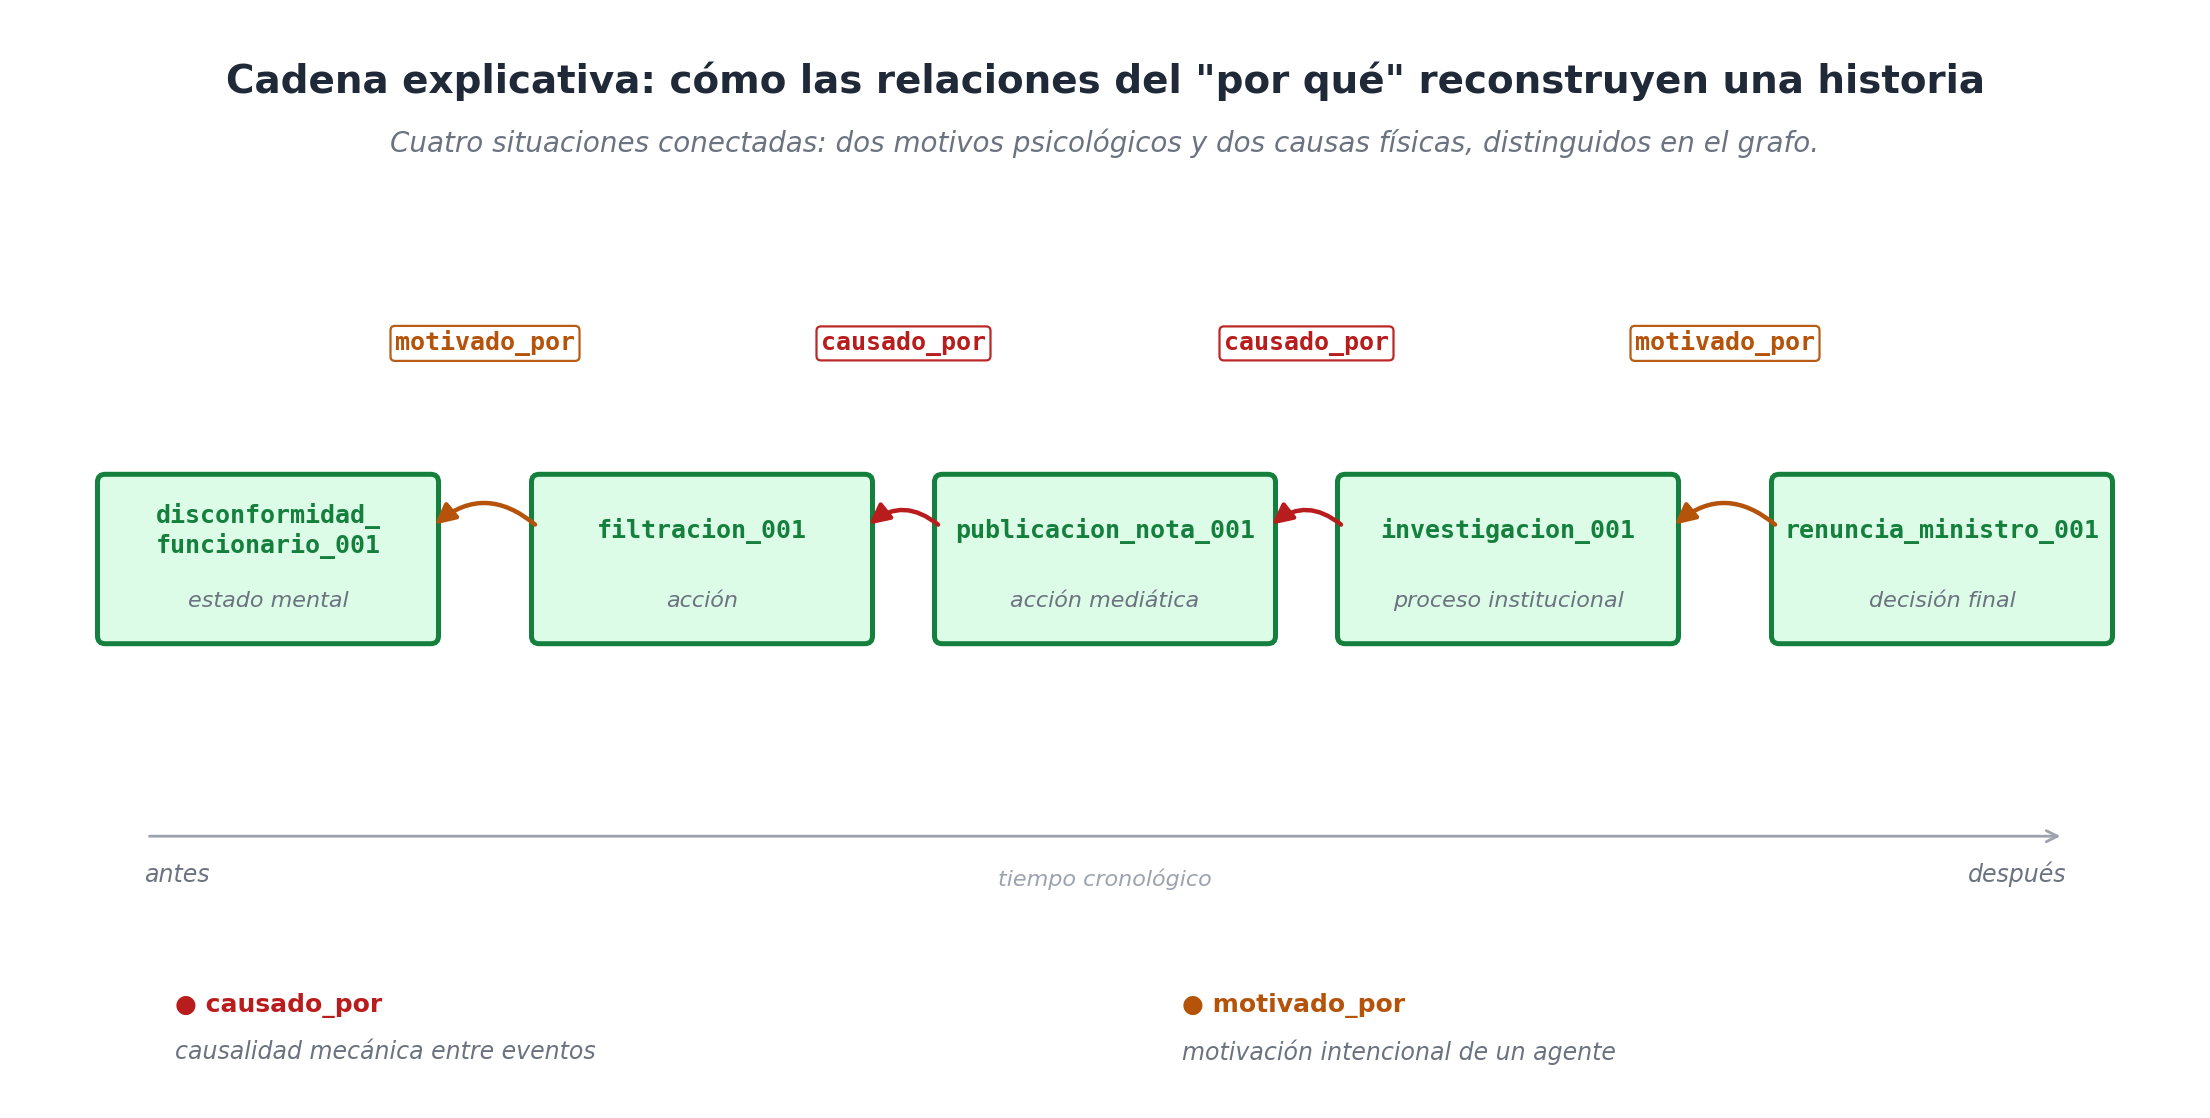 Cadena explicativa: cómo las relaciones del "por qué" reconstruyen una historia
Cuatro situaciones conectadas: dos motivos psicológicos y dos causas físicas, distinguidos en el grafo.
motivado_por
causado_por
causado_por
motivado_por
disconformidad_
funcionario_001
estado mental
filtracion_001
acción
publicacion_nota_001
acción mediática
investigacion_001
proceso institucional
renuncia_ministro_001
decisión final
antes
tiempo cronológico
después
● causado_por
causalidad mecánica entre eventos
● motivado_por
motivación intencional de un agente